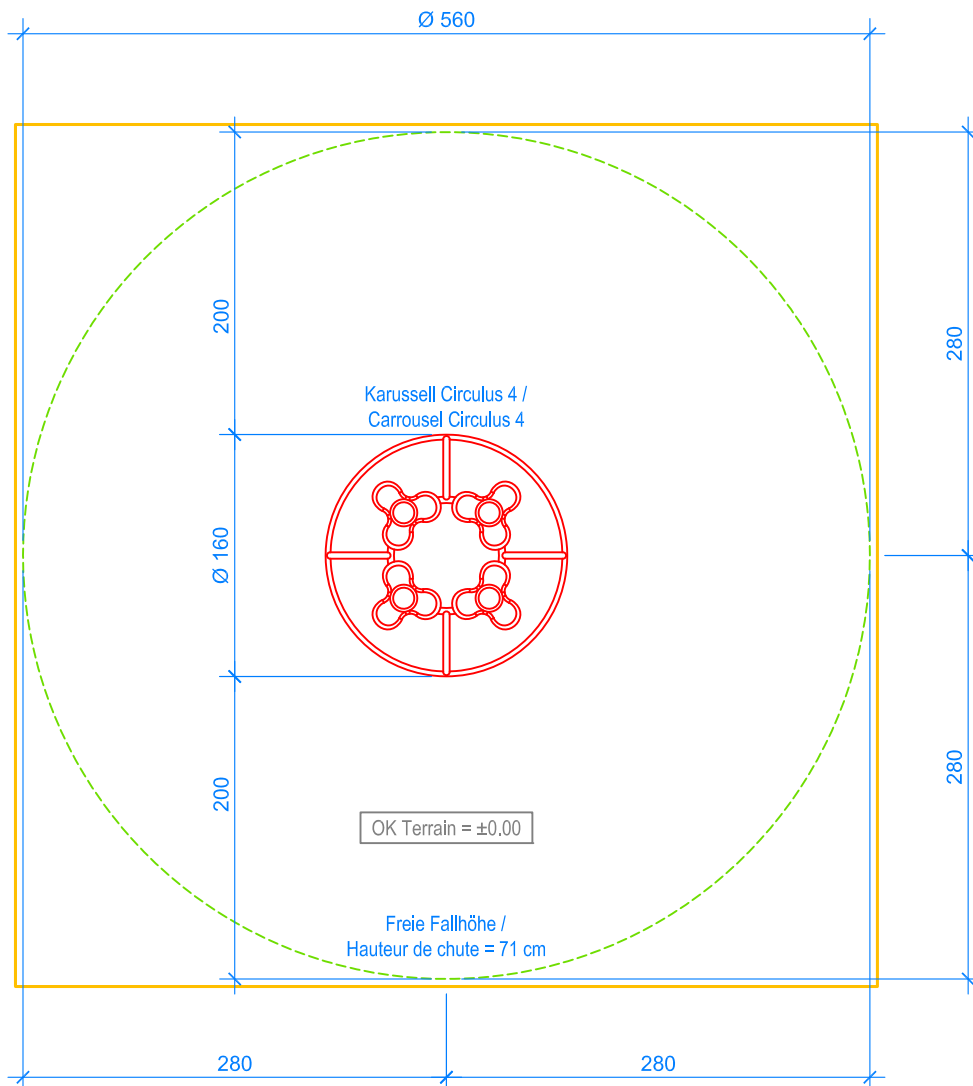 Ø 560
200
280
Karussell Circulus 4 /
Carrousel Circulus 4
Ø 160
200
280
OK Terrain = ±0.00
Freie Fallhöhe /
Hauteur de chute = 71 cm
280
280